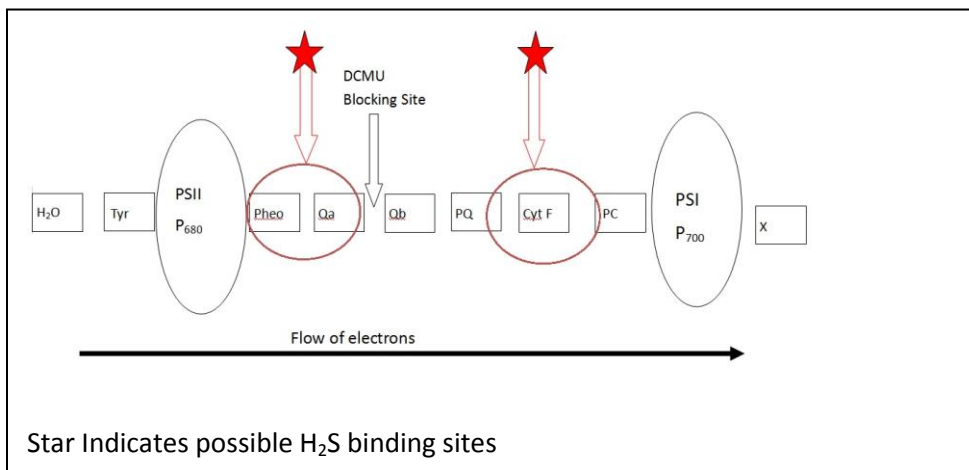 DCMU
Blocking Site
H₂O
Tyr
PSII
P₆₈₀
Pheo
Qa
Qb
PQ
Cyt F
PC
PSI
P₇₀₀
X
Flow of electrons
Star Indicates possible H₂S binding sites